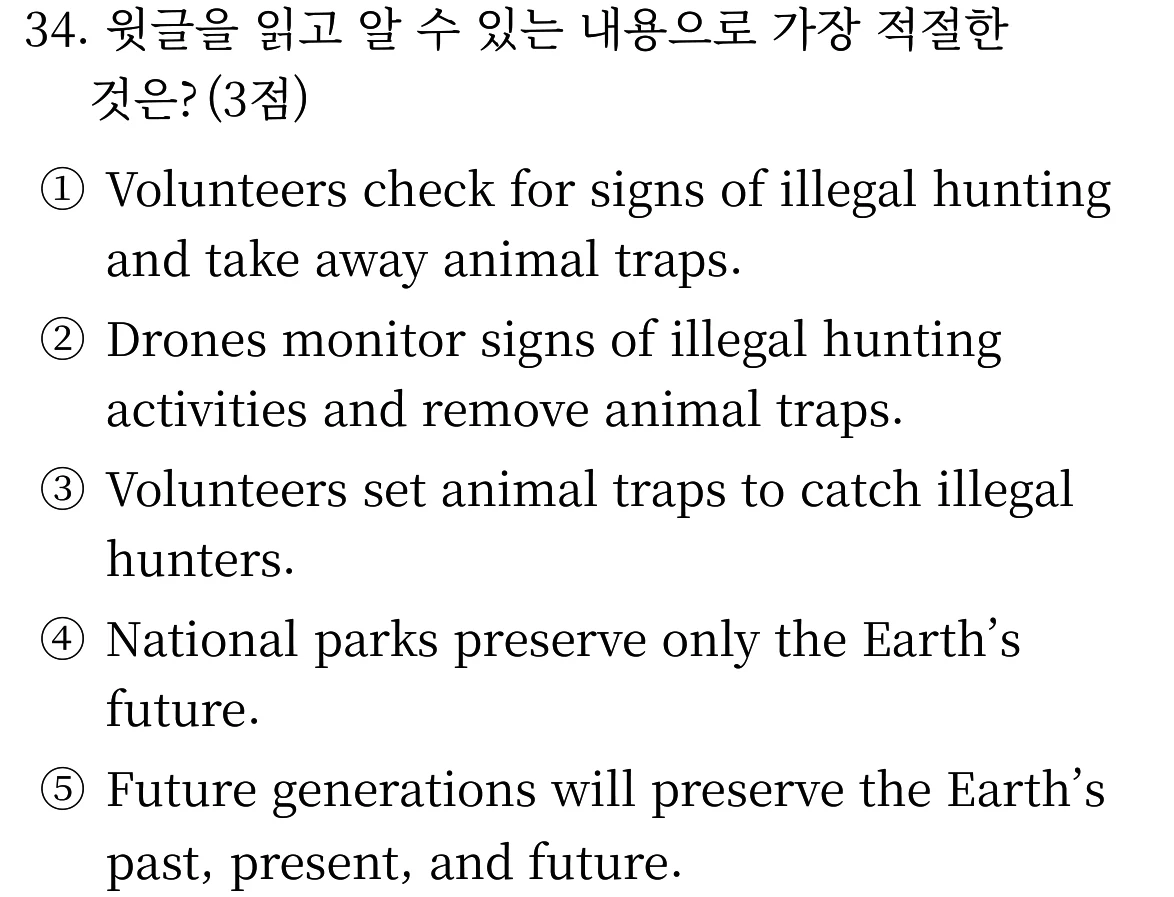 34. 윗글을 읽고 알 수 있는 내용으로 가장 적절한
것은? (3점)
① Volunteers check for signs of illegal hunting
and take away animal traps.
② Drones monitor signs of illegal hunting
activities and remove animal traps.
③ Volunteers set animal traps to catch illegal
hunters.
④ National parks preserve only the Earth’s
future.
⑤ Future generations will preserve the Earth’s
past, present, and future.